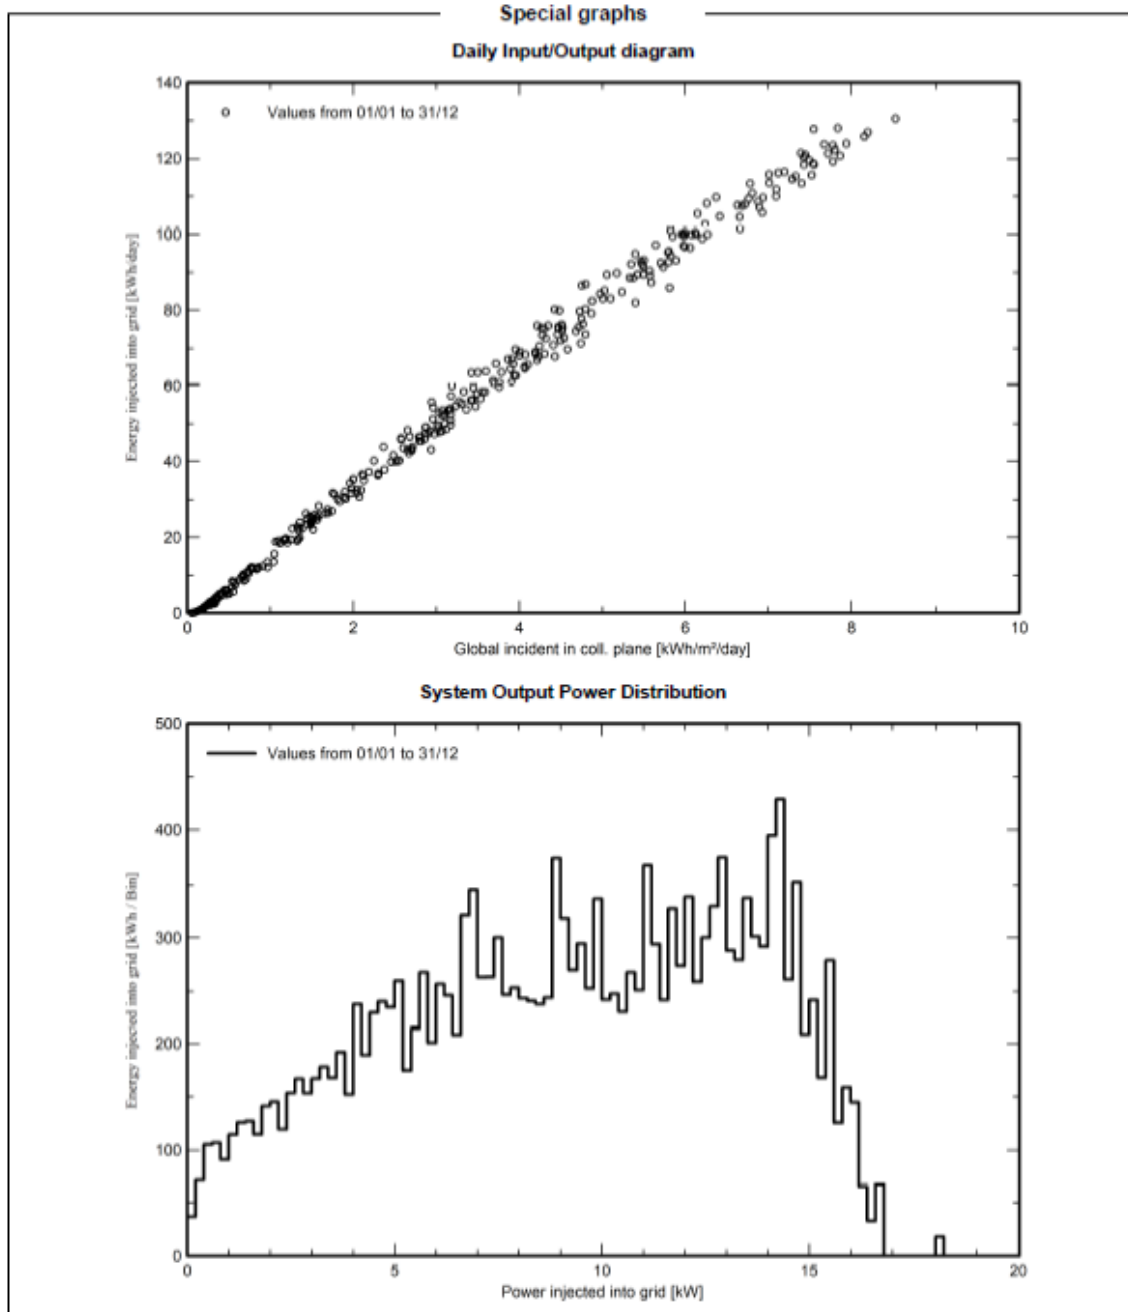 Special graphs
Daily Input/Output diagram
140
Values from 01/01 to 31/12
120
100
80
60
40
20
0
Energy injected into grid [kWh/day]
0 2 4 6 8 10
Global incident in coll. plane [kWh/m²/day]
System Output Power Distribution
500
Values from 01/01 to 31/12
400
300
200
100
0
Energy injected into grid [kWh / Bin]
0 5 10 15 20
Power injected into grid [kW]